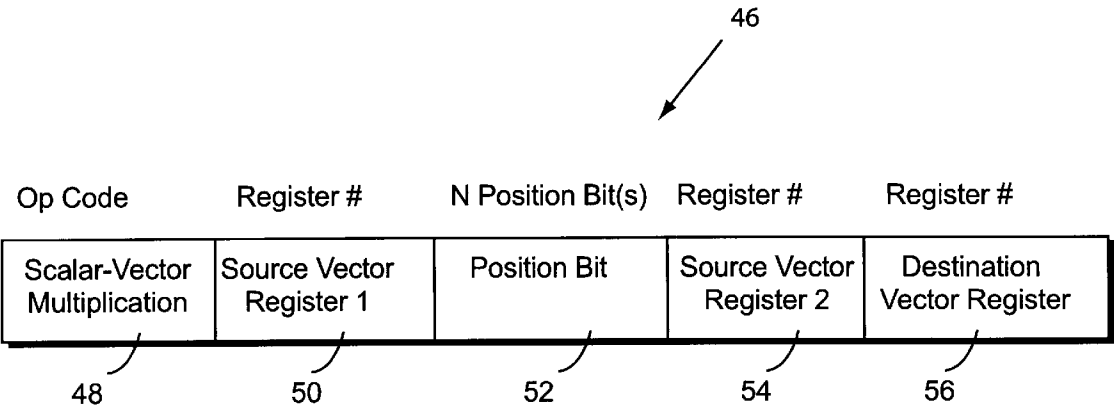 46
Op Code
Register #
N Position Bit(s)
Register #
Register #
Scalar-Vector
Multiplication
Source Vector
Register 1
Position Bit
Source Vector
Register 2
Destination
Vector Register
48
50
52
54
56